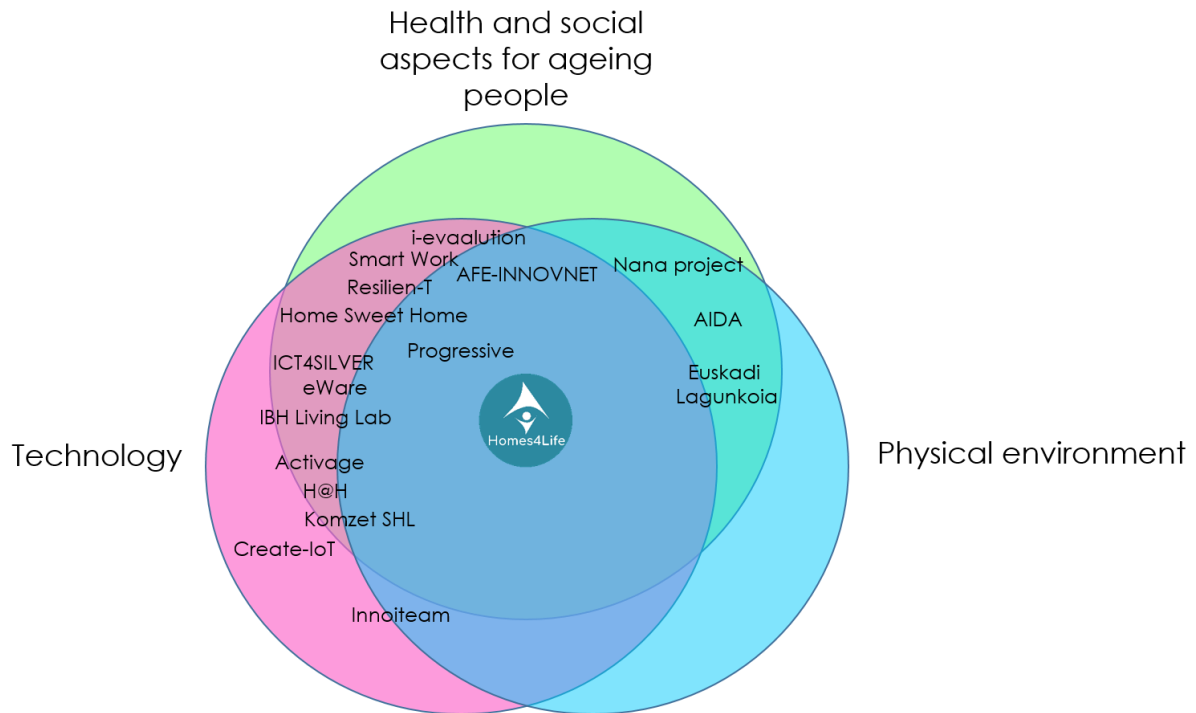 Health and social
aspects for ageing
people
i-evaalution
Smart Work
AFE-INNOVNET
Nana project
Resilien-T
Home Sweet Home
AIDA
Progressive
ICT4SILVER
Euskadi
Lagunkoia
eWare
IBH Living Lab
Homes4Life
Technology
Physical environment
Activage
H@H
Komzet SHL
Create-IoT
Innoiteam